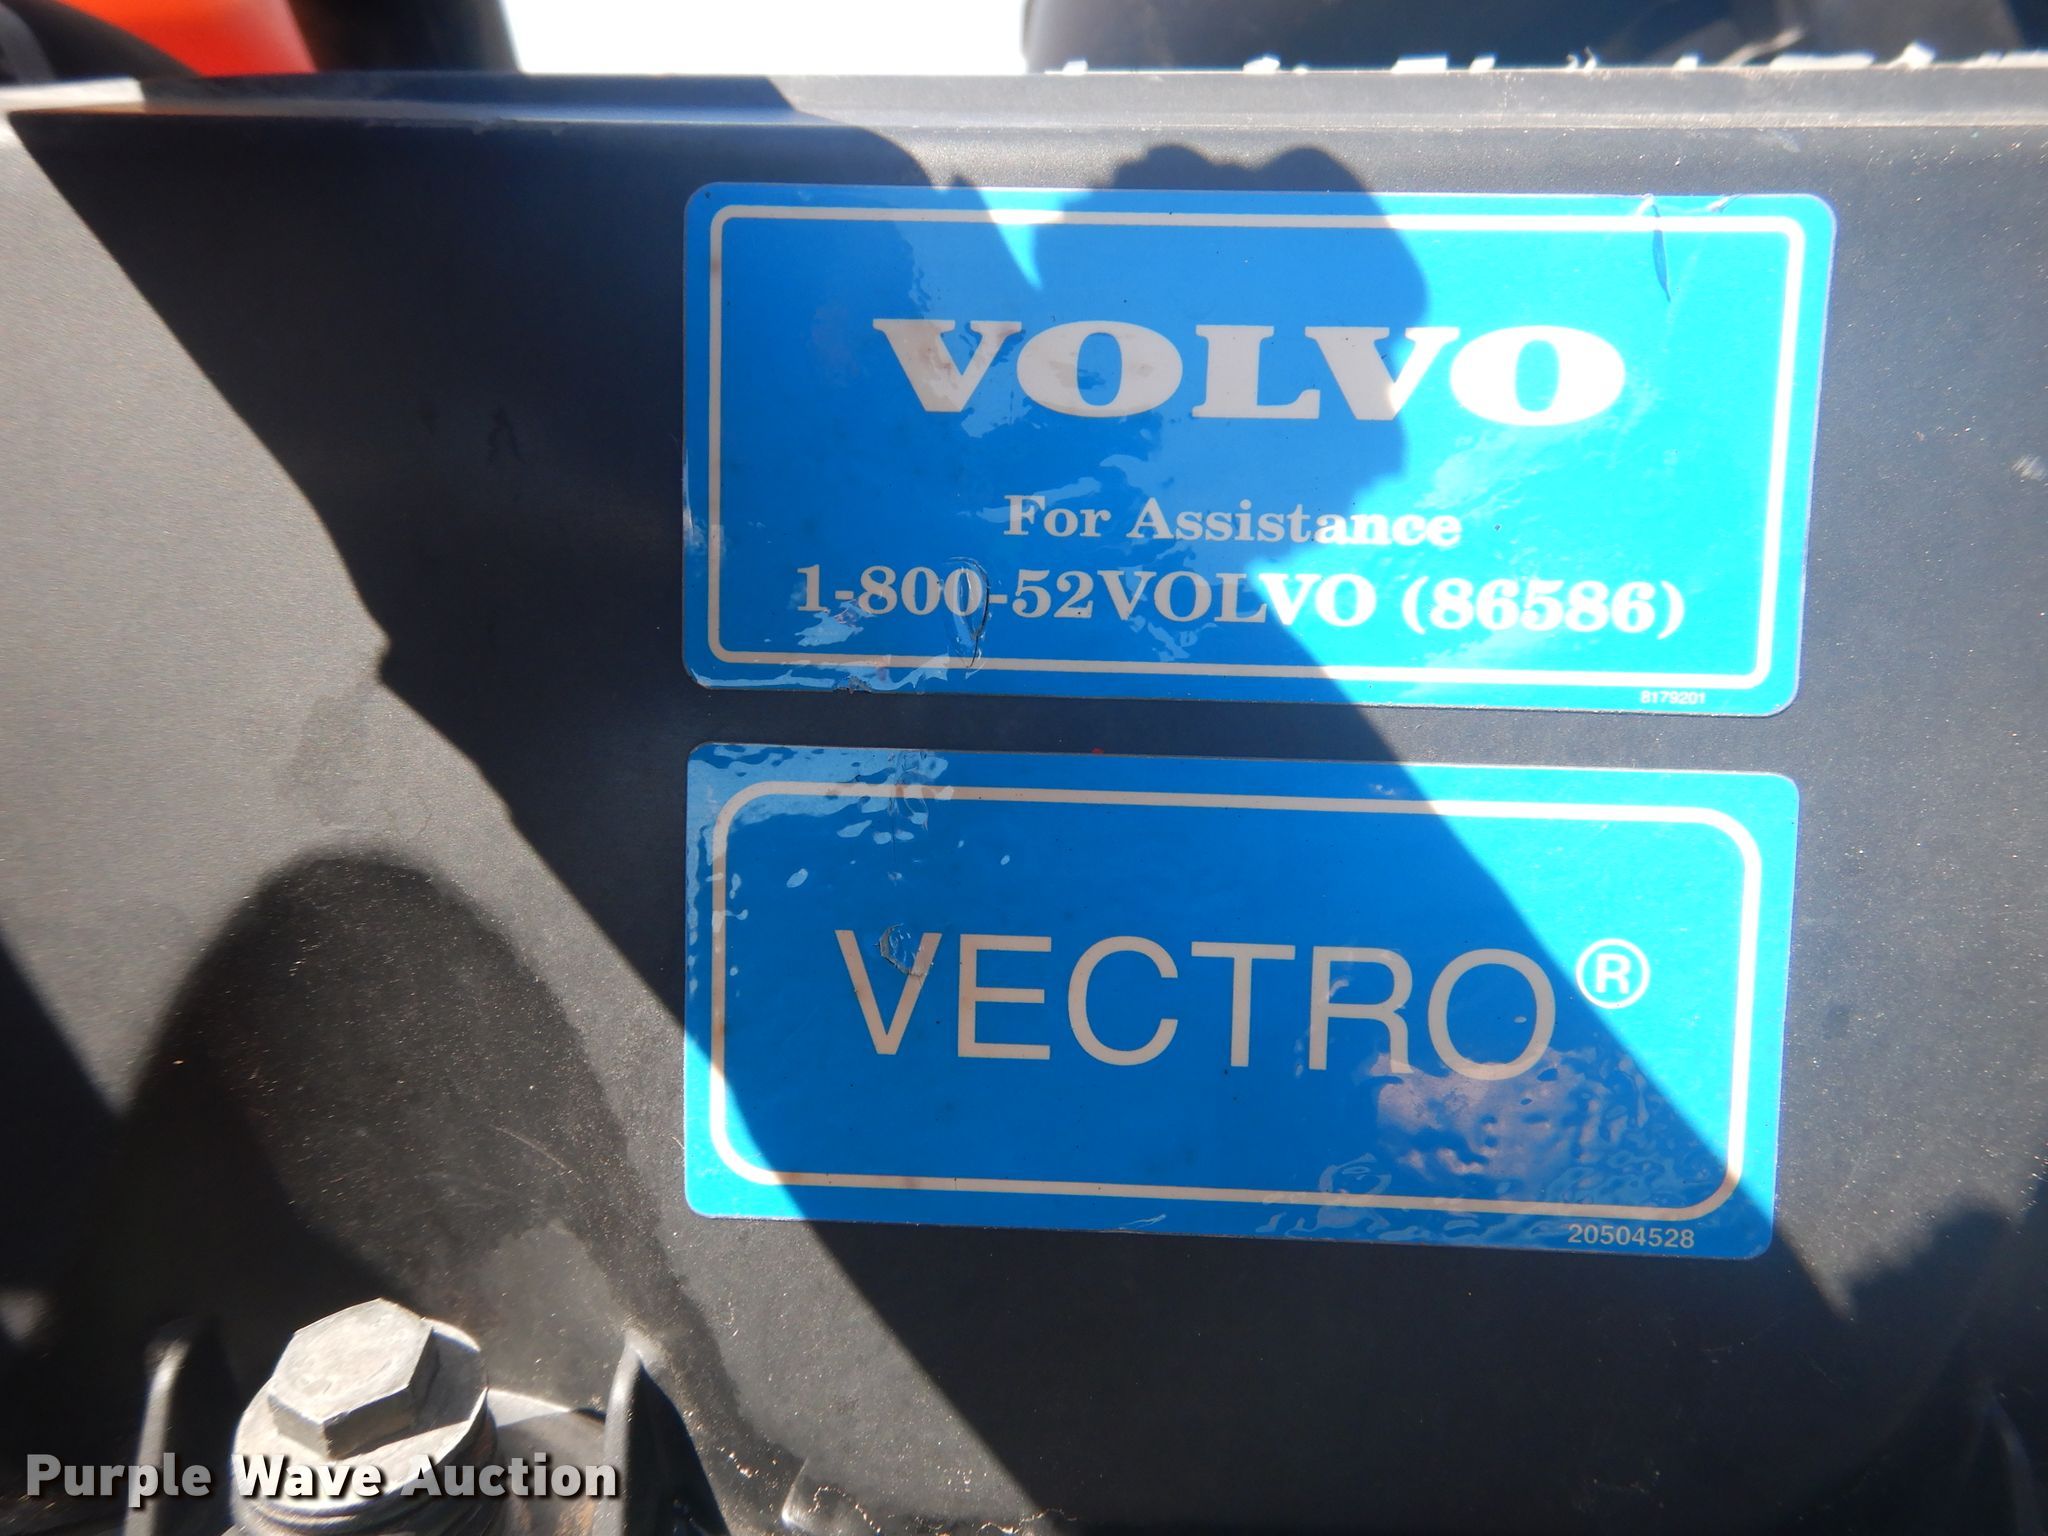 VOLVO
For Assistance
1-800-52VOLVO (86586)
8179201
VECTRO®
20504528
Purple Wave Auction